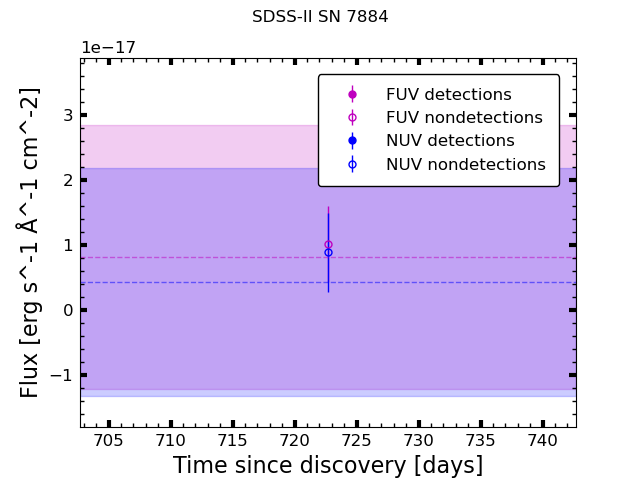 SDSS-II SN 7884
1e−17
FUV detections
FUV nondetections
NUV detections
NUV nondetections
3
2
1
0
−1
Flux [erg s^-1 Å^-1 cm^-2]
705 710 715 720 725 730 735 740
Time since discovery [days]